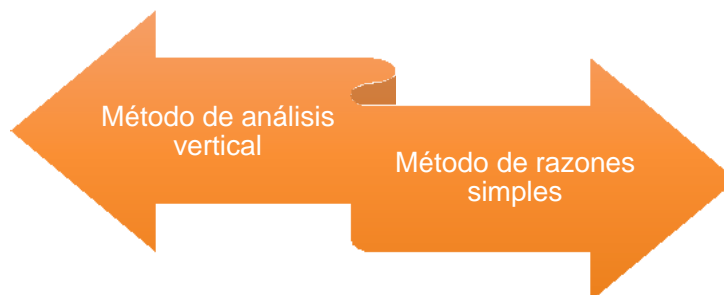 Método de análisis
vertical
Método de razones
simples